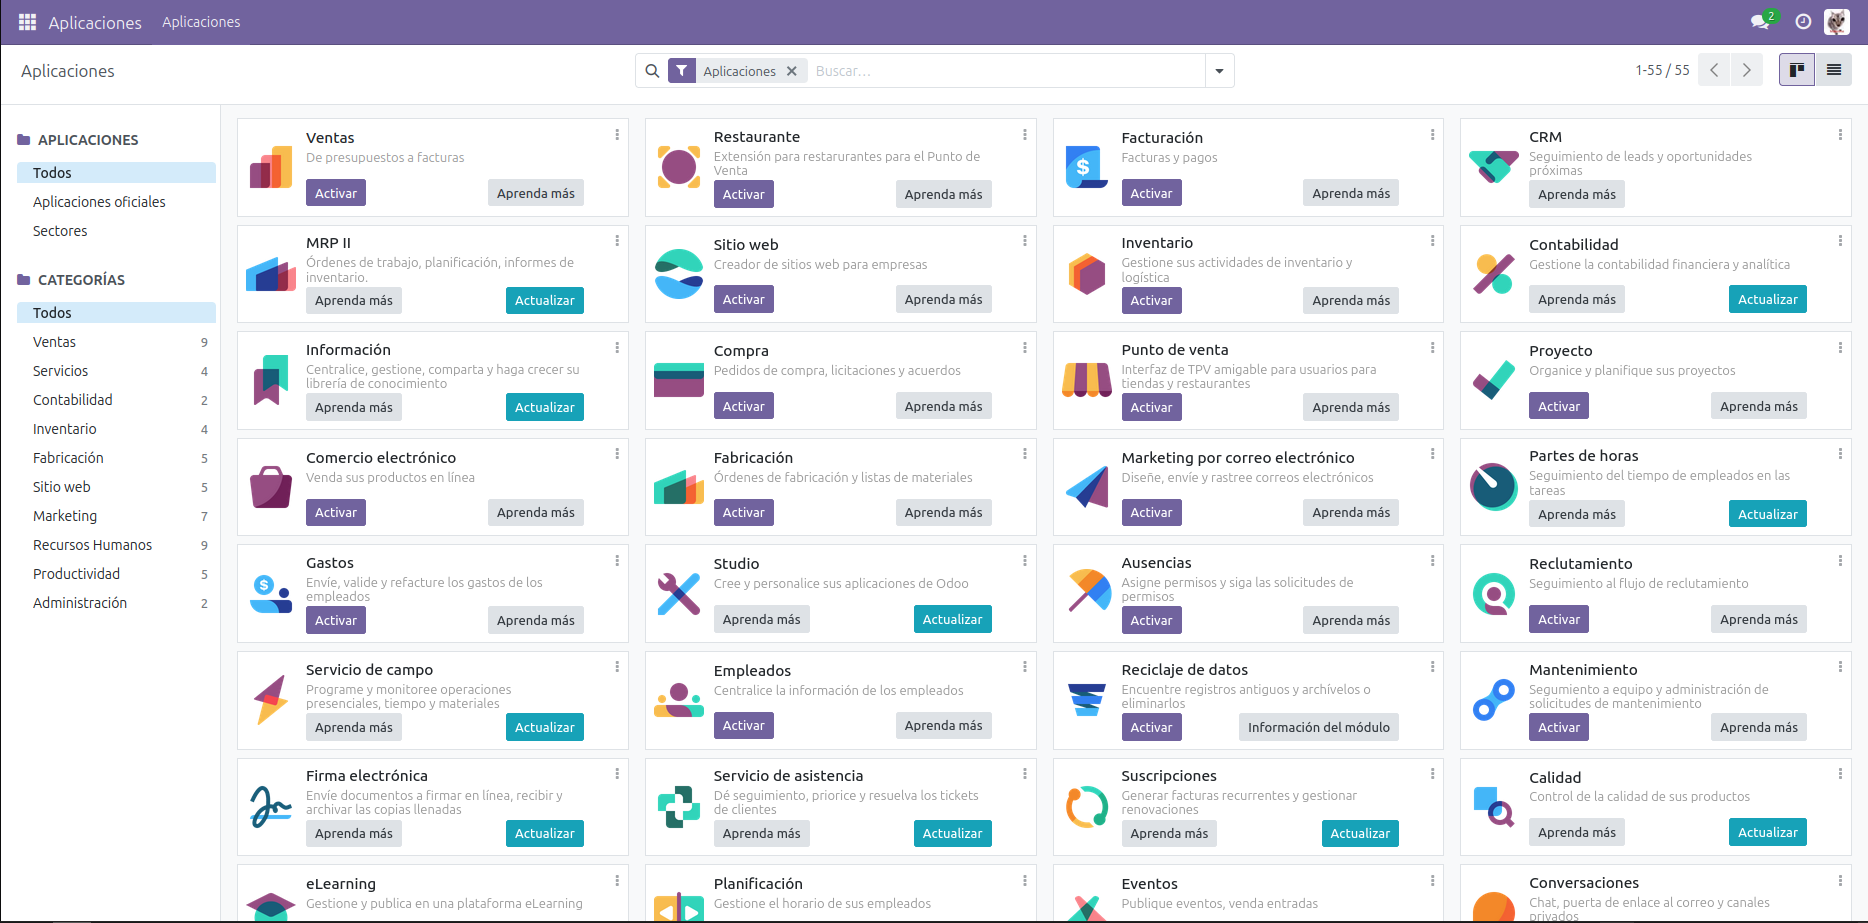 Aplicaciones
Aplicaciones
2
Aplicaciones
Aplicaciones
Buscar...
1-55 / 55
APLICACIONES
Todos
Aplicaciones oficiales
Sectores
CATEGORÍAS
Todos
Ventas 9
Servicios 4
Contabilidad 2
Inventario 4
Fabricación 5
Sitio web 5
Marketing 7
Recursos Humanos 9
Productividad 5
Administración 2
Ventas
De presupuestos a facturas
Activar
Aprenda más
Restaurante
Extensión para restarurantes para el Punto de
Venta
Activar
Aprenda más
Facturación
Facturas y pagos
Activar
Aprenda más
CRM
Seguimiento de leads y oportunidades
próximas
Aprenda más
MRP II
Órdenes de trabajo, planificación, informes de
inventario.
Aprenda más
Actualizar
Sitio web
Creador de sitios web para empresas
Activar
Aprenda más
Inventario
Gestione sus actividades de inventario y
logística
Activar
Aprenda más
Contabilidad
Gestione la contabilidad financiera y analítica
Aprenda más
Actualizar
Información
Centralice, gestione, comparta y haga crecer su
librería de conocimiento
Aprenda más
Actualizar
Compra
Pedidos de compra, licitaciones y acuerdos
Activar
Aprenda más
Punto de venta
Interfaz de TPV amigable para usuarios para
tiendas y restaurantes
Activar
Aprenda más
Proyecto
Organice y planifique sus proyectos
Activar
Aprenda más
Comercio electrónico
Venda sus productos en línea
Activar
Aprenda más
Fabricación
Órdenes de fabricación y listas de materiales
Activar
Aprenda más
Marketing por correo electrónico
Diseñe, envíe y rastree correos electrónicos
Activar
Aprenda más
Partes de horas
Seguimiento del tiempo de empleados en las
tareas
Aprenda más
Actualizar
Gastos
Envíe, valide y refacture los gastos de los
empleados
Activar
Aprenda más
Studio
Cree y personalice sus aplicaciones de Odoo
Aprenda más
Actualizar
Ausencias
Asigne permisos y siga las solicitudes de
permisos
Activar
Aprenda más
Reclutamiento
Seguimiento al flujo de reclutamiento
Activar
Aprenda más
Servicio de campo
Programe y monitoree operaciones
presenciales, tiempo y materiales
Aprenda más
Actualizar
Empleados
Centralice la información de los empleados
Activar
Aprenda más
Reciclaje de datos
Encuentre registros antiguos y archívelos o
eliminarlos
Activar
Información del módulo
Mantenimiento
Segumiento a equipo y administración de
solicitudes de mantenimiento
Activar
Aprenda más
Firma electrónica
Envíe documentos a firmar en línea, recibir y
archivar las copias llenadas
Aprenda más
Actualizar
Servicio de asistencia
Dé seguimiento, priorice y resuelva los tickets
de clientes
Aprenda más
Actualizar
Suscripciones
Generar facturas recurrentes y gestionar
renovaciones
Aprenda más
Actualizar
Calidad
Control de la calidad de sus productos
Aprenda más
Actualizar
eLearning
Gestione y publica en una plataforma eLearning
Planificación
Gestione el horario de sus empleados
Eventos
Publique eventos, venda entradas
Conversaciones
Chat, puerta de enlace al correo y canales
privados